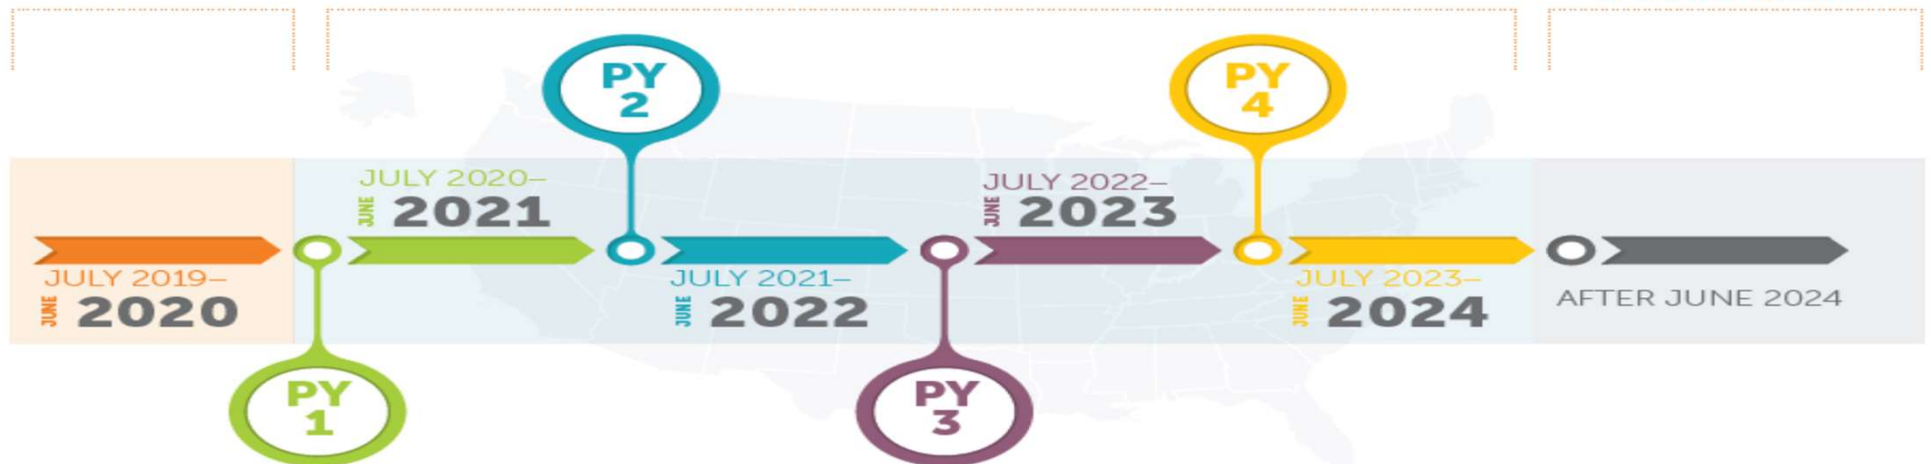 PY
2
PY
4
JULY 2020–
JUNE 2021
JULY 2022–
JUNE 2023
JULY 2019–
JUNE 2020
JULY 2021–
JUNE 2022
JULY 2023–
JUNE 2024
AFTER JUNE 2024
PY
1
PY
3